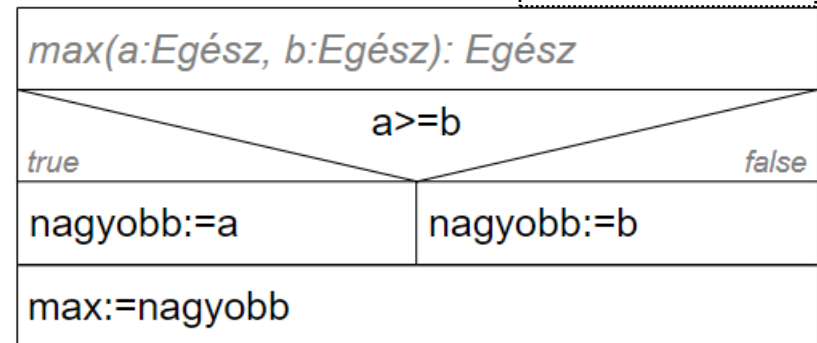 max(a:Egész, b:Egész): Egész
a>=b
true
false
nagyobb:=a
nagyobb:=b
max:=nagyobb